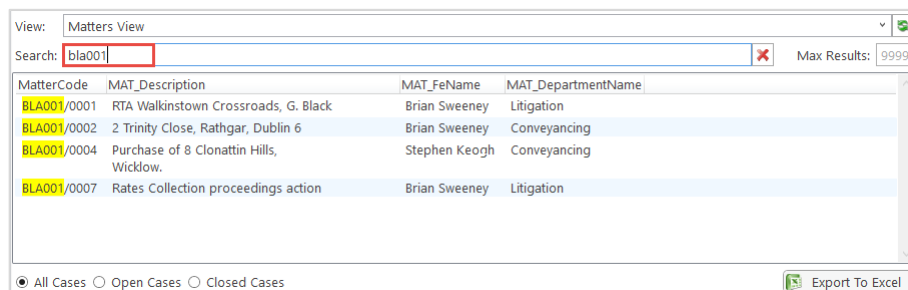 View: Matters View
Search: bla001 Max Results: 9999
MatterCode MAT_Description MAT_FeName MAT_DepartmentName
BLA001/0001 RTA Walkinstown Crossroads, G. Black Brian Sweeney Litigation
BLA001/0002 2 Trinity Close, Rathgar, Dublin 6 Brian Sweeney Conveyancing
BLA001/0004 Purchase of 8 Clonattin Hills, Stephen Keogh Conveyancing
Wicklow.
BLA001/0007 Rates Collection proceedings action Brian Sweeney Litigation
All Cases Open Cases Closed Cases Export To Excel